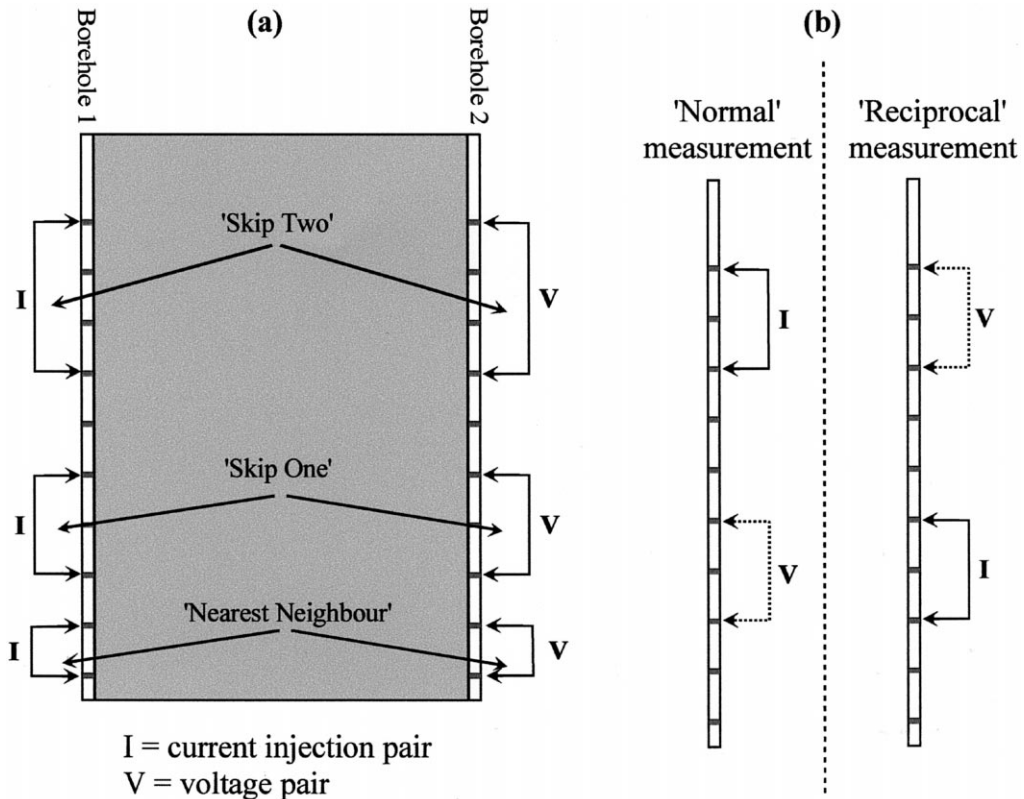 (a)
Borehole 1
Borehole 2
'Skip Two'
I
V
'Skip One'
I
V
'Nearest Neighbour'
I
V
I = current injection pair
V = voltage pair
(b)
'Normal'
measurement
I
V
'Reciprocal'
measurement
V
I